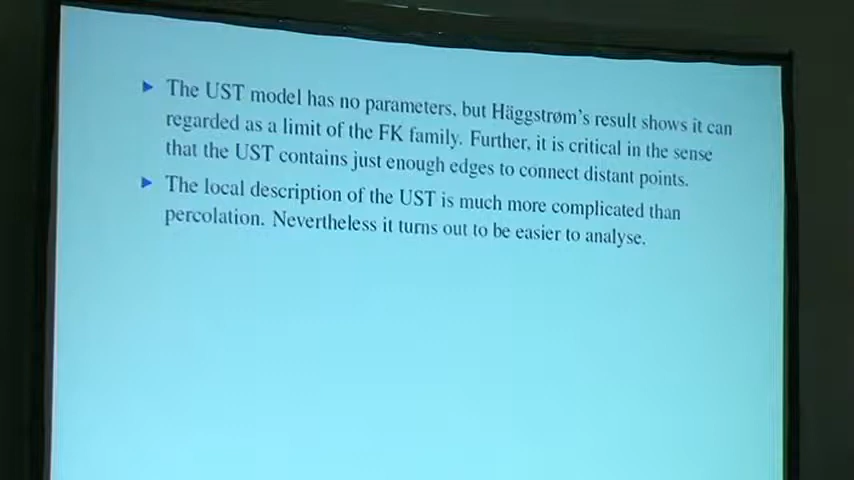 The UST model has no parameters, but Häggstrøm's result shows it can
regarded as a limit of the FK family. Further, it is critical in the sense
that the UST contains just enough edges to connect distant points.
The local description of the UST is much more complicated than
percolation. Nevertheless it turns out to be easier to analyse.